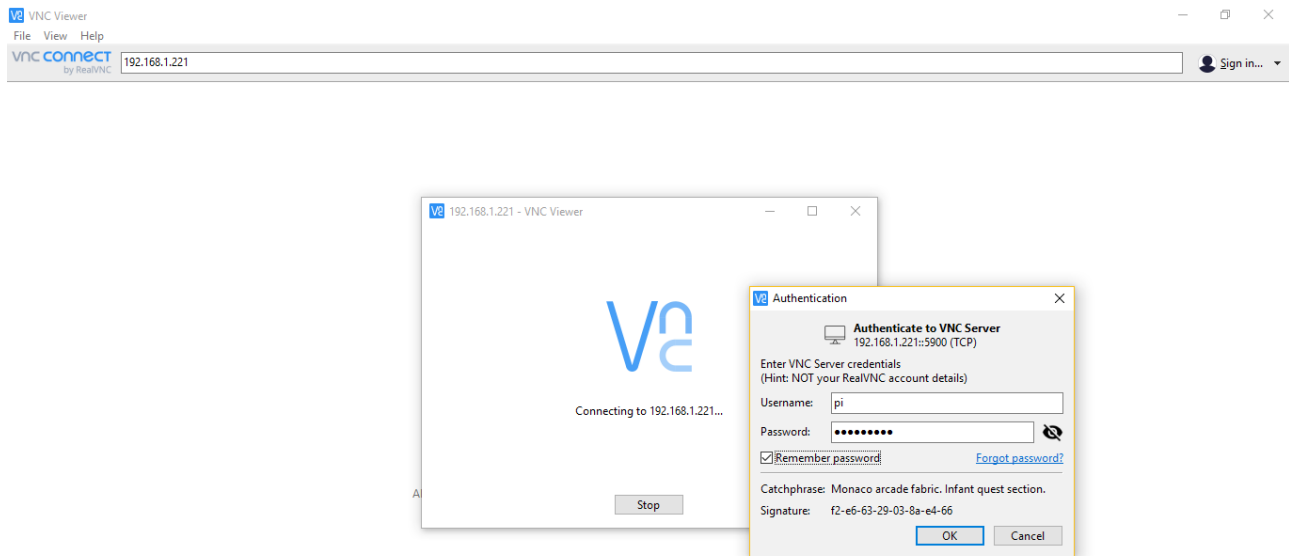 VNC Viewer
File View Help
vnc connect
by RealVNC
192.168.1.221
Sign in...
192.168.1.221 - VNC Viewer
Connecting to 192.168.1.221...
Stop
Authentication
Authenticate to VNC Server
192.168.1.221::5900 (TCP)
Enter VNC Server credentials
(Hint: NOT your RealVNC account details)
Username: pi
Password: •••••••••
Remember password Forgot password?
Catchphrase: Monaco arcade fabric. Infant quest section.
Signature: f2-e6-63-29-03-8a-e4-66
OK Cancel